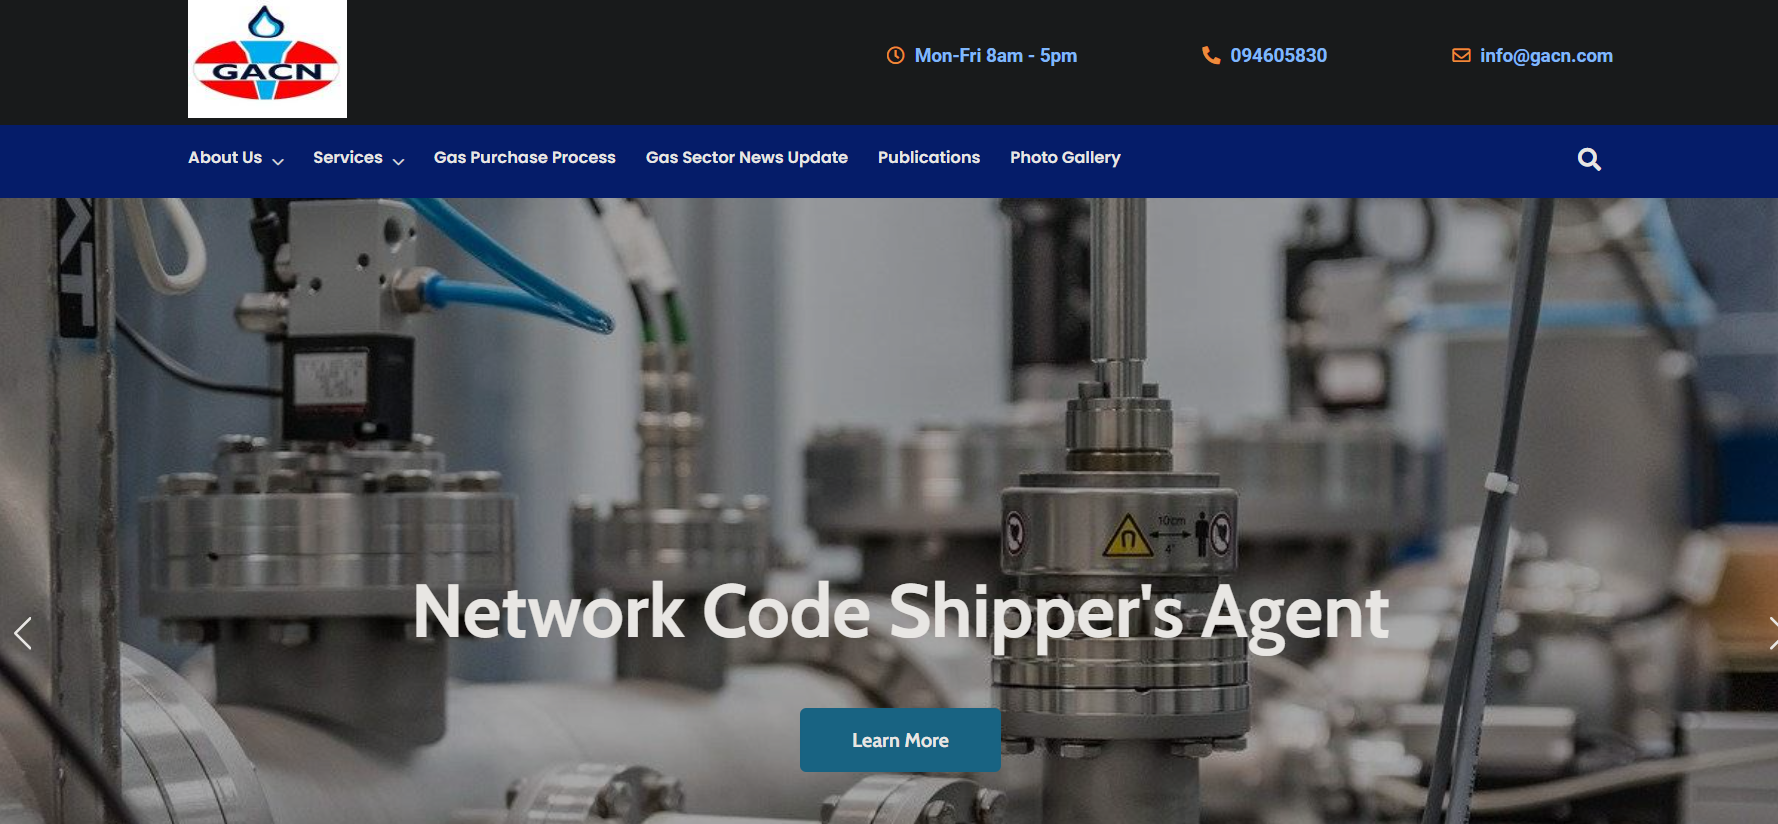 GACN
Mon-Fri 8am - 5pm
094605830
info@gacn.com
About Us
Services
Gas Purchase Process
Gas Sector News Update
Publications
Photo Gallery
10cm
4"
Network Code Shipper's Agent
Learn More